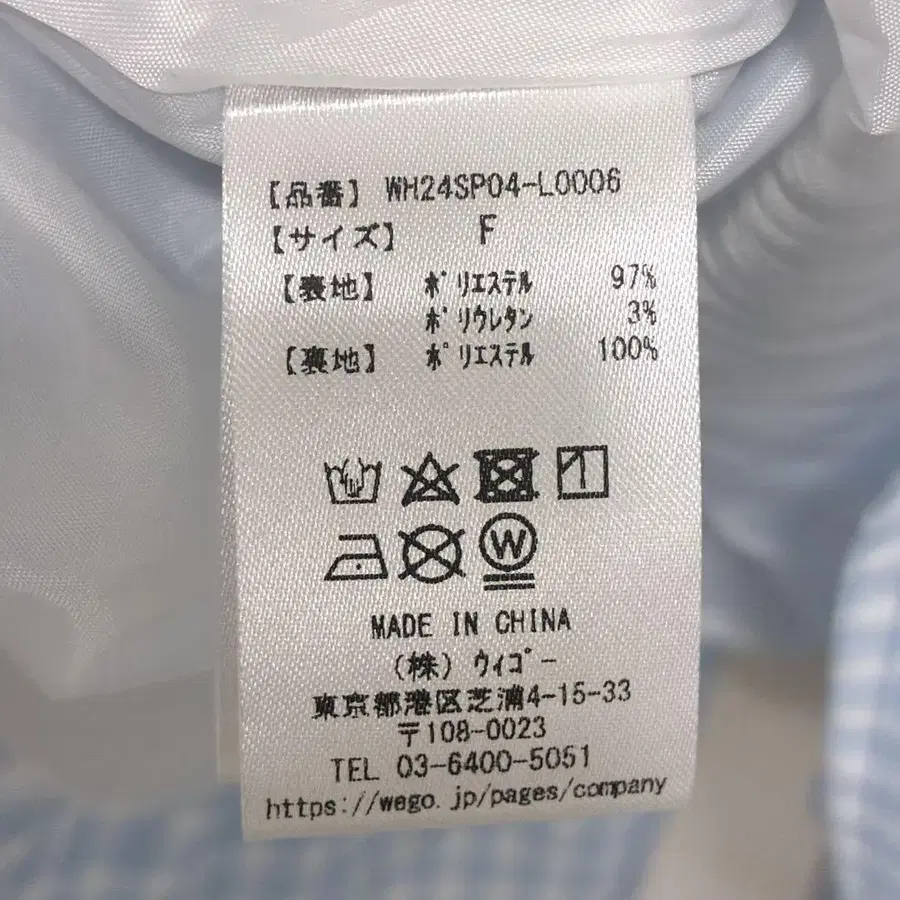 【品番】 WH24SP04-L0006
【サイズ】 F
【表地】 ポリエステル 97%
ポリウレタン 3%
【裏地】 ポリエステル 100%
W
MADE IN CHINA
(株)ウィゴー
東京都港区芝浦4-15-33
〒108-0023
TEL 03-6400-5051
https://wego.jp/pages/company